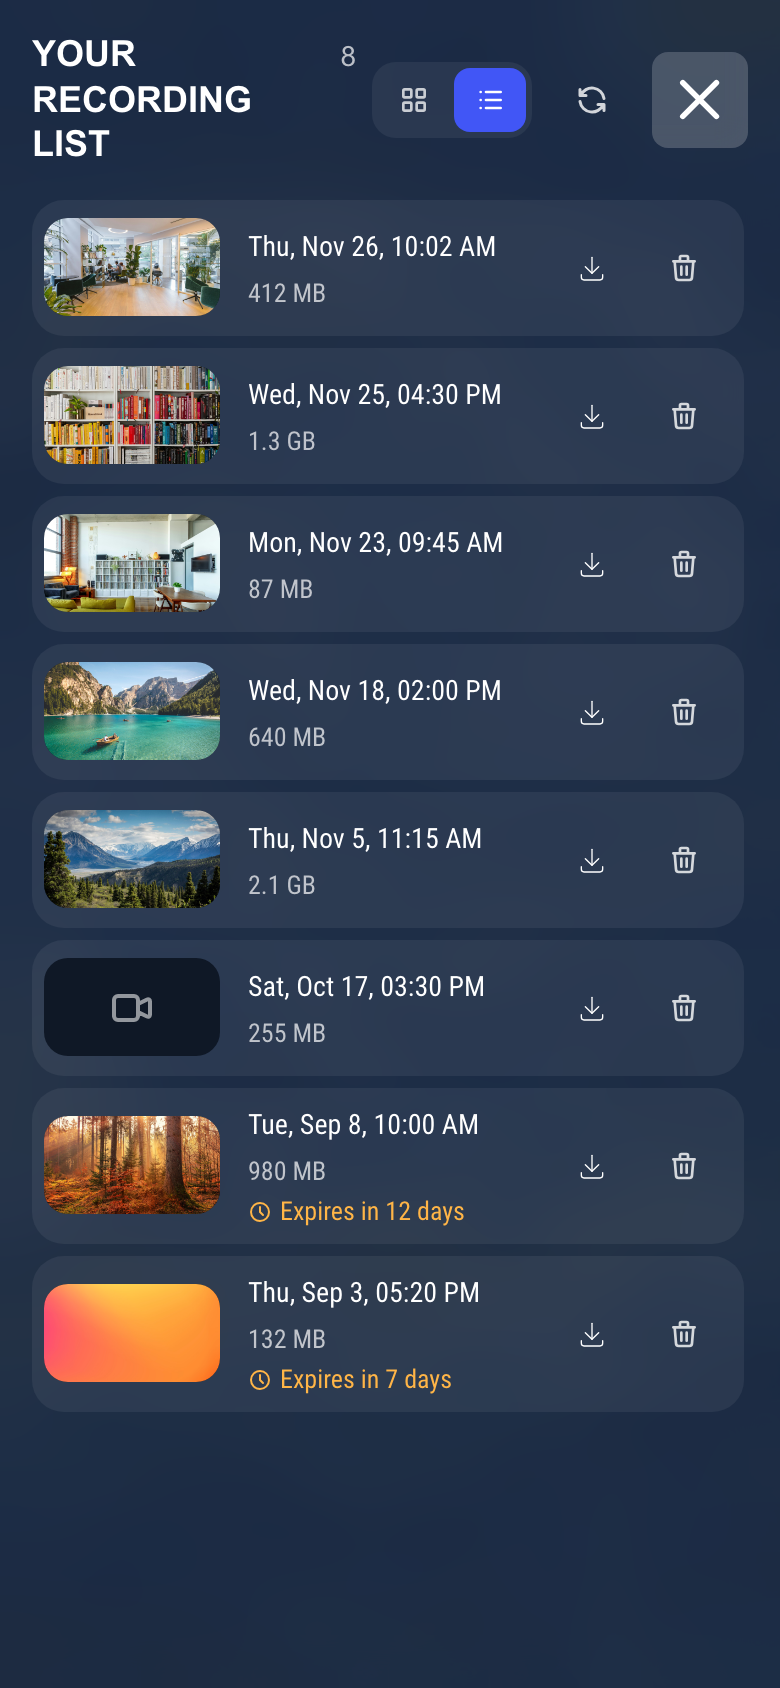 YOUR
RECORDING
LIST
8
Thu, Nov 26, 10:02 AM
412 MB
Wed, Nov 25, 04:30 PM
1.3 GB
Mon, Nov 23, 09:45 AM
87 MB
Wed, Nov 18, 02:00 PM
640 MB
Thu, Nov 5, 11:15 AM
2.1 GB
Sat, Oct 17, 03:30 PM
255 MB
Tue, Sep 8, 10:00 AM
980 MB
Expires in 12 days
Thu, Sep 3, 05:20 PM
132 MB
Expires in 7 days